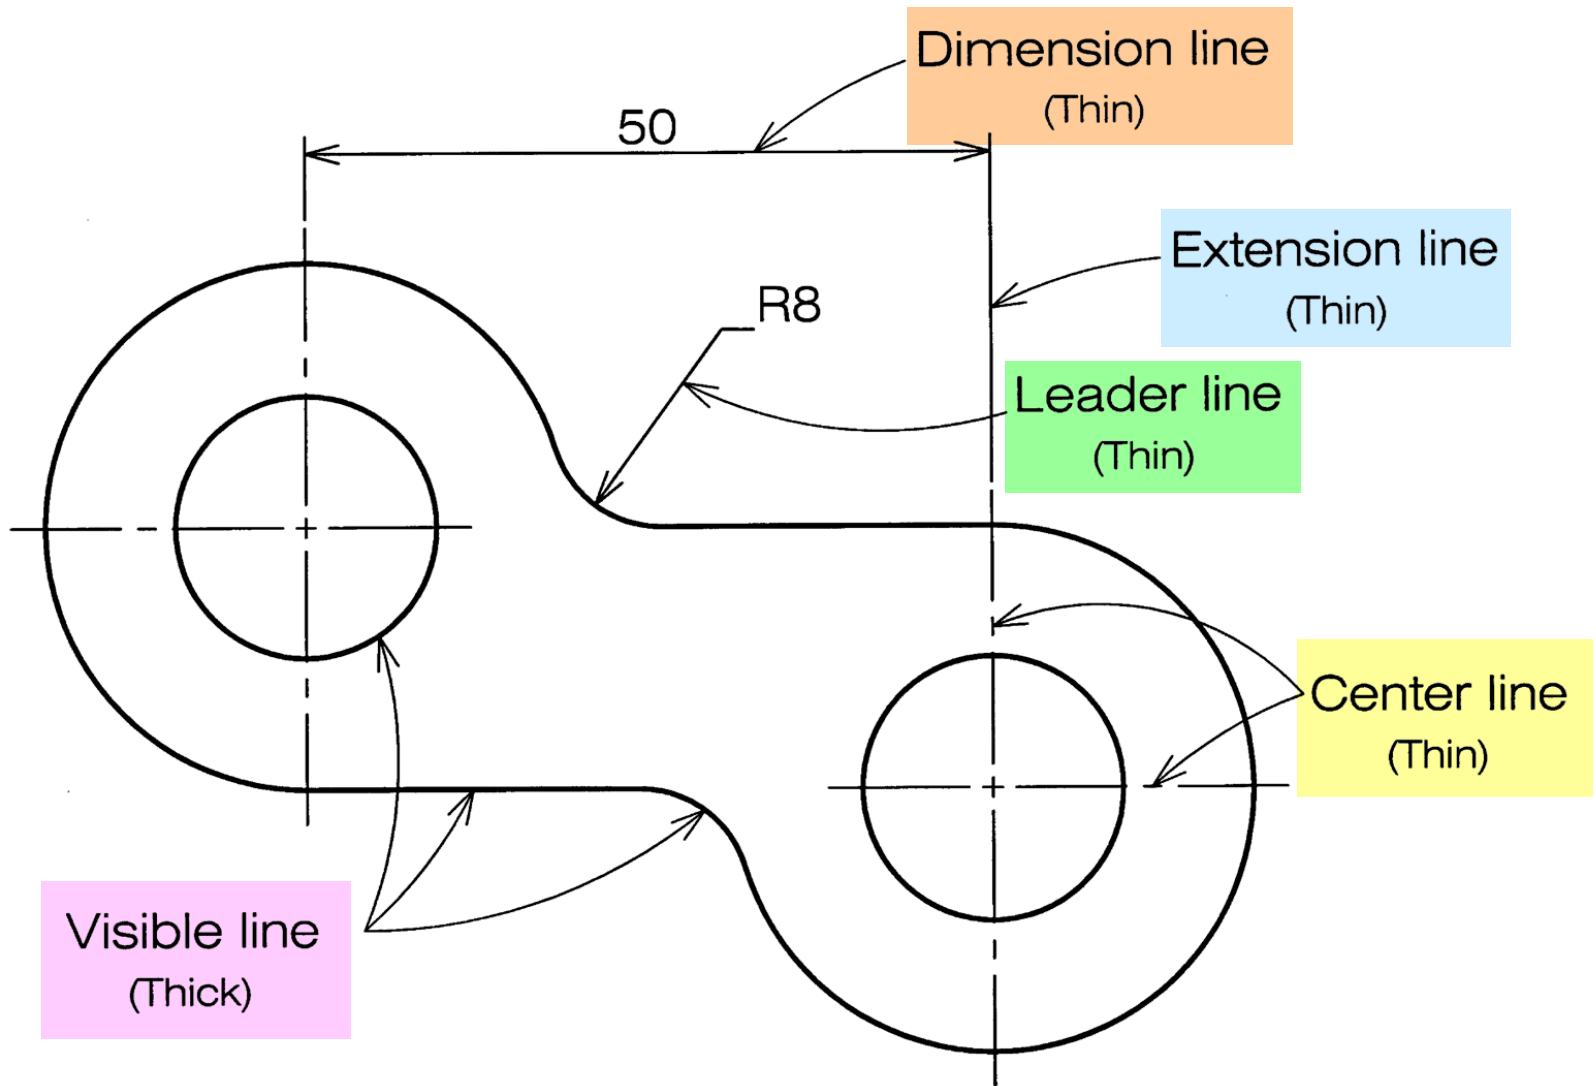 Dimension line
(Thin)
50
Extension line
(Thin)
R8
Leader line
(Thin)
Center line
(Thin)
Visible line
(Thick)